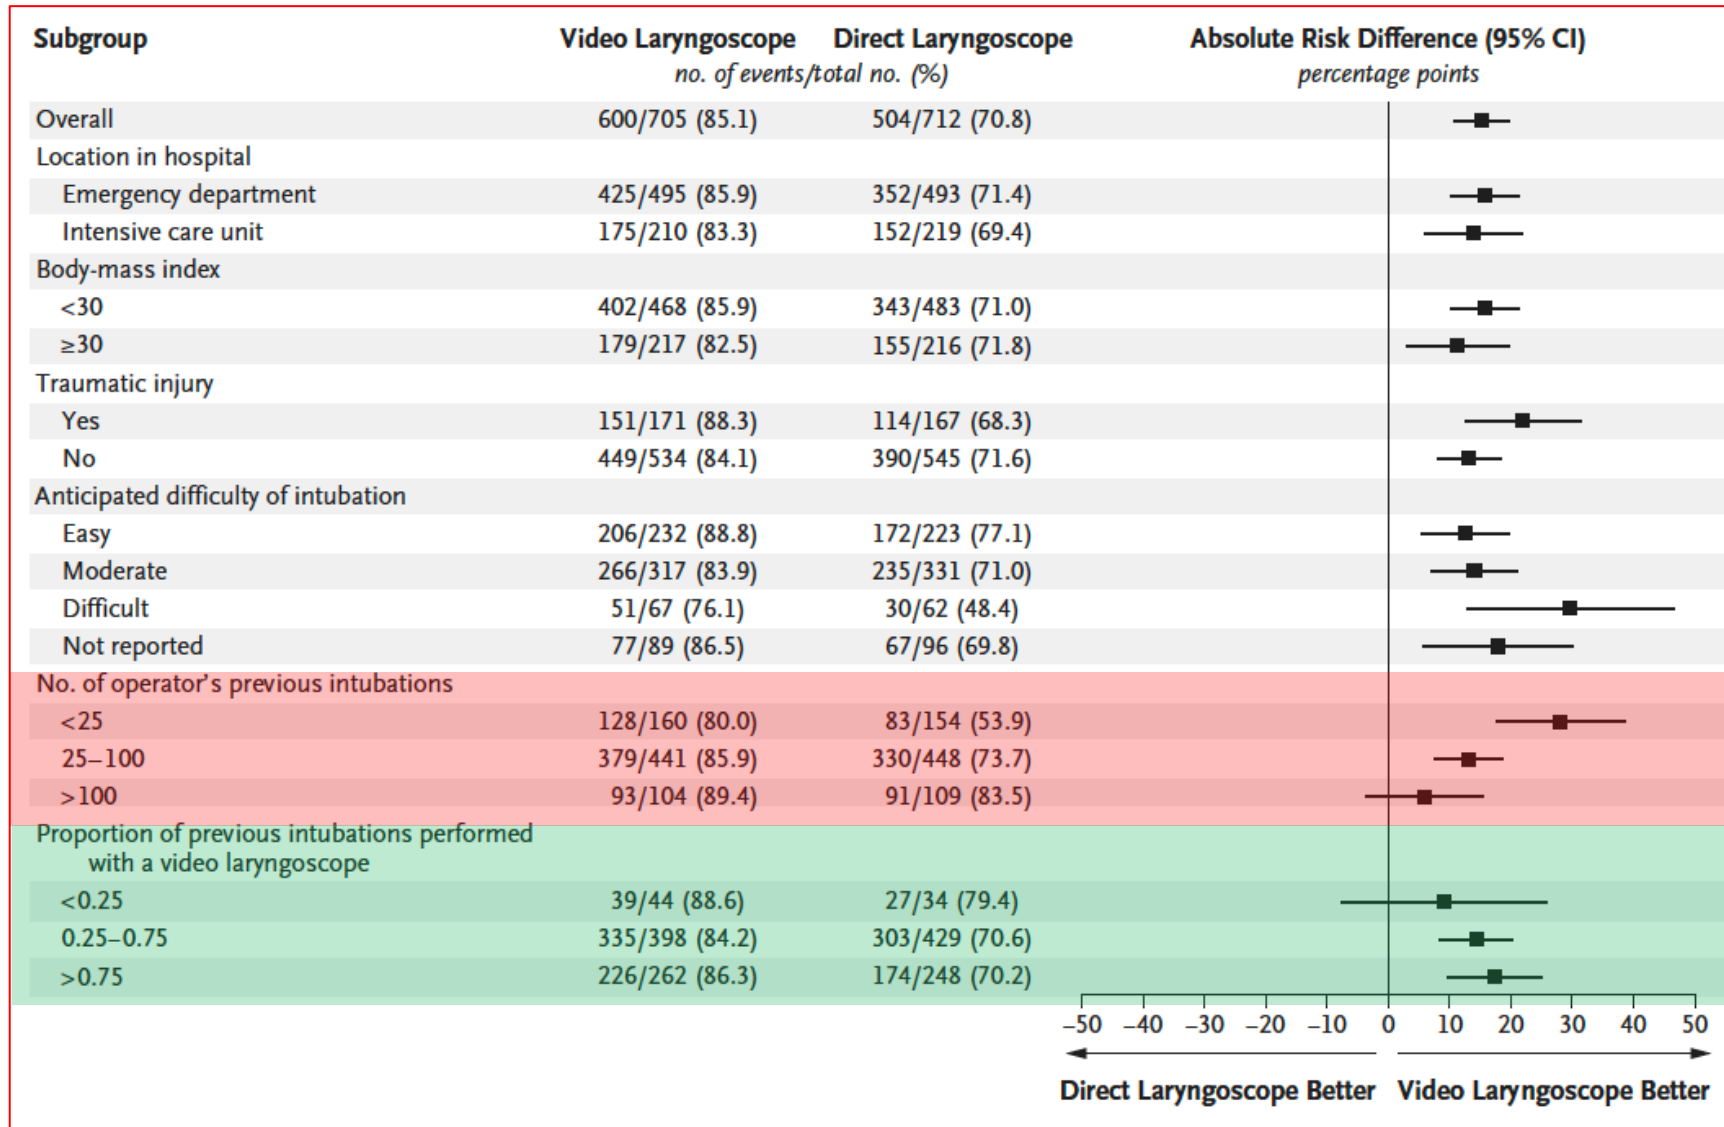 Subgroup Video Laryngoscope Direct Laryngoscope Absolute Risk Difference (95% CI)
no. of events/total no. (%) percentage points
Overall 600/705 (85.1) 504/712 (70.8)
Location in hospital
Emergency department 425/495 (85.9) 352/493 (71.4)
Intensive care unit 175/210 (83.3) 152/219 (69.4)
Body-mass index
<30 402/468 (85.9) 343/483 (71.0)
≥30 179/217 (82.5) 155/216 (71.8)
Traumatic injury
Yes 151/171 (88.3) 114/167 (68.3)
No 449/534 (84.1) 390/545 (71.6)
Anticipated difficulty of intubation
Easy 206/232 (88.8) 172/223 (77.1)
Moderate 266/317 (83.9) 235/331 (71.0)
Difficult 51/67 (76.1) 30/62 (48.4)
Not reported 77/89 (86.5) 67/96 (69.8)
No. of operator's previous intubations
<25 128/160 (80.0) 83/154 (53.9)
25–100 379/441 (85.9) 330/448 (73.7)
>100 93/104 (89.4) 91/109 (83.5)
Proportion of previous intubations performed
with a video laryngoscope
<0.25 39/44 (88.6) 27/34 (79.4)
0.25–0.75 335/398 (84.2) 303/429 (70.6)
>0.75 226/262 (86.3) 174/248 (70.2)
–50 –40 –30 –20 –10 0 10 20 30 40 50
Direct Laryngoscope Better Video Laryngoscope Better